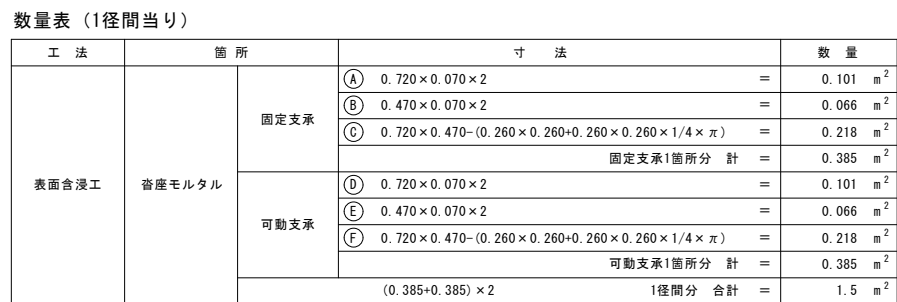 数量表（1径間当り）
工　法　箇　所　寸　法　数　量
表面含浸工　沓座モルタル　固定支承　Ⓐ　0.720×0.070×2　＝　0.101　m²
Ⓑ　0.470×0.070×2　＝　0.066　m²
Ⓒ　0.720×0.470-(0.260×0.260+0.260×0.260×1/4×π)　＝　0.218　m²
固定支承1箇所分　計　＝　0.385　m²
可動支承　Ⓓ　0.720×0.070×2　＝　0.101　m²
Ⓔ　0.470×0.070×2　＝　0.066　m²
Ⓕ　0.720×0.470-(0.260×0.260+0.260×0.260×1/4×π)　＝　0.218　m²
可動支承1箇所分　計　＝　0.385　m²
(0.385+0.385)×2　1径間分　合計　＝　1.5　m²